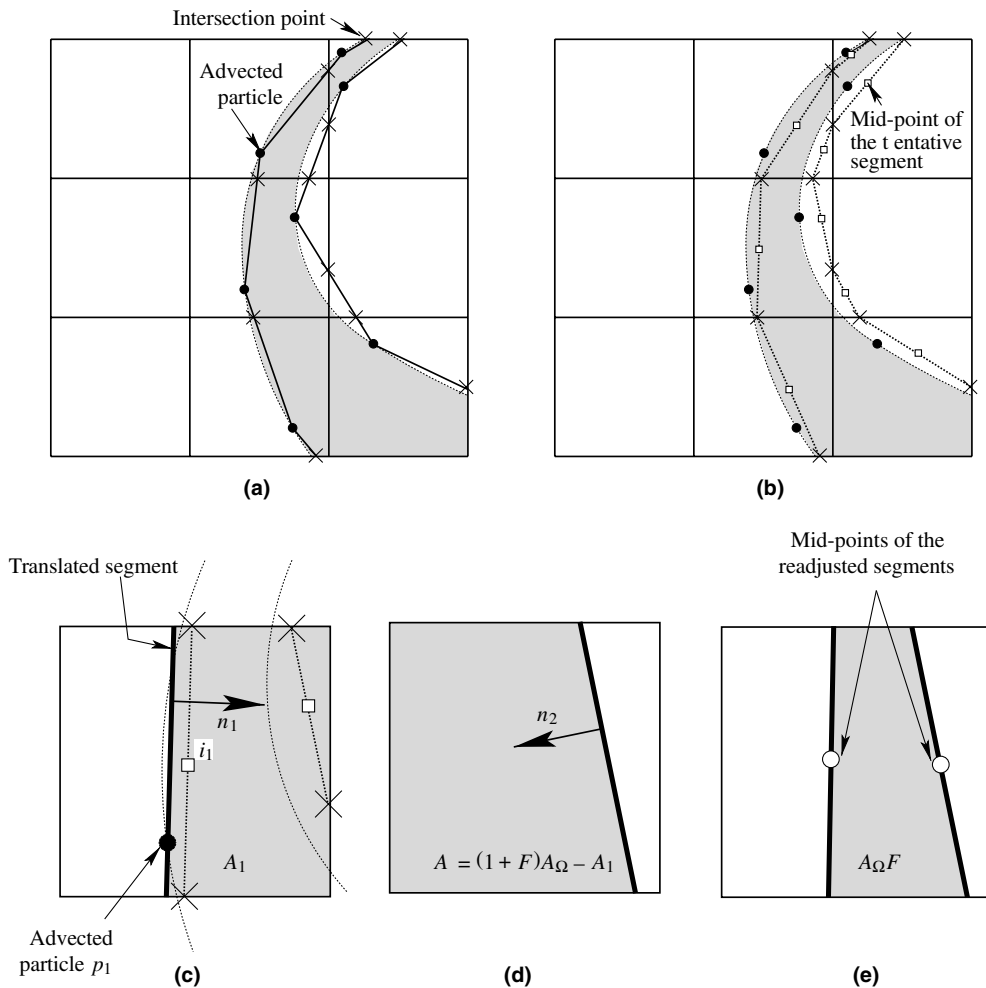 Intersection point
Advected
particle
Mid-point of
the t entative
segment
(a)
(b)
Translated segment
Mid-points of the
readjusted segments
n1
i1
A1
n2
A = (1 + F)AΩ − A1
AΩF
Advected
particle p1
(c)
(d)
(e)